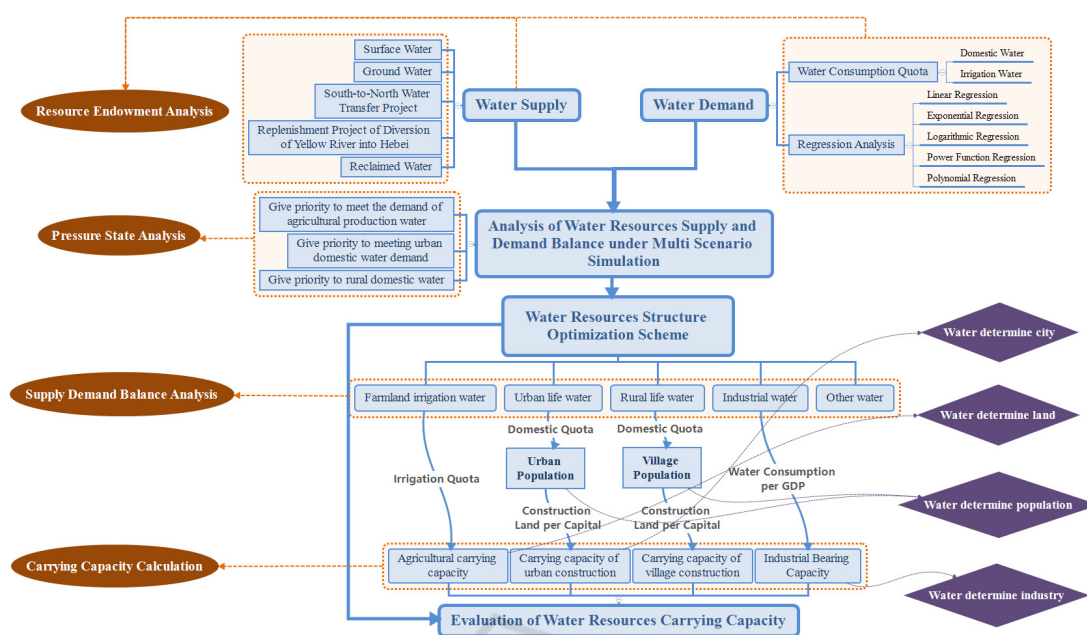 Surface Water
Ground Water
South-to-North Water
Transfer Project
Replenishment Project of Diversion
of Yellow River into Hebei
Reclaimed Water
Resource Endowment Analysis
Water Supply
Water Demand
Water Consumption Quota
Domestic Water
Irrigation Water
Regression Analysis
Linear Regression
Exponential Regression
Logarithmic Regression
Power Function Regression
Polynomial Regression
Pressure State Analysis
Give priority to meet the demand of
agricultural production water
Give priority to meeting urban
domestic water demand
Give priority to rural domestic water
Analysis of Water Resources Supply and
Demand Balance under Multi Scenario
Simulation
Water Resources Structure
Optimization Scheme
Water determine city
Supply Demand Balance Analysis
Farmland irrigation water
Urban life water
Rural life water
Industrial water
Other water
Water determine land
Domestic Quota
Domestic Quota
Urban
Population
Village
Population
Irrigation Quota
Water Consumption
per GDP
Construction
Land per Capital
Construction
Land per Capital
Water determine population
Carrying Capacity Calculation
Agricultural carrying
capacity
Carrying capacity of
urban construction
Carrying capacity of
village construction
Industrial Bearing
Capacity
Water determine industry
Evaluation of Water Resources Carrying Capacity